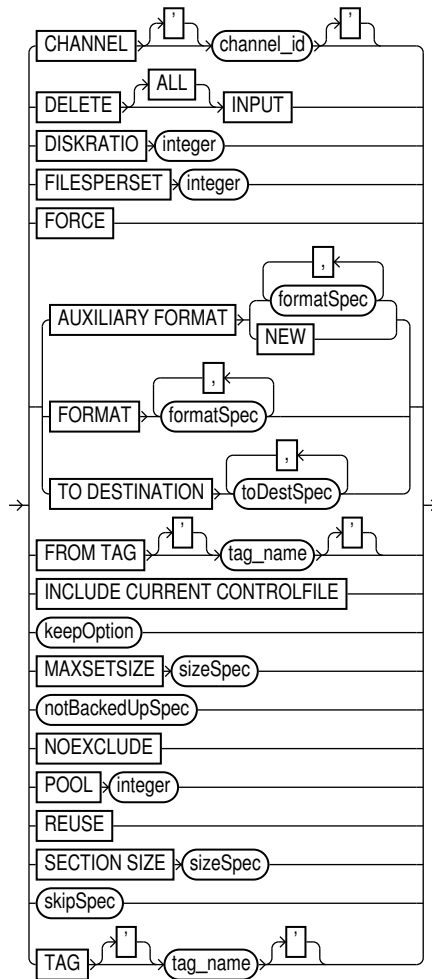 CHANNEL ' channel_id '
DELETE ALL INPUT
DISKRATIO integer
FILESPERSET integer
FORCE
AUXILIARY FORMAT , formatSpec
NEW
FORMAT , formatSpec
TO DESTINATION , toDestSpec
FROM TAG ' tag_name '
INCLUDE CURRENT CONTROLFILE
keepOption
MAXSETSIZE sizeSpec
notBackedUpSpec
NOEXCLUDE
POOL integer
REUSE
SECTION SIZE sizeSpec
skipSpec
TAG ' tag_name '